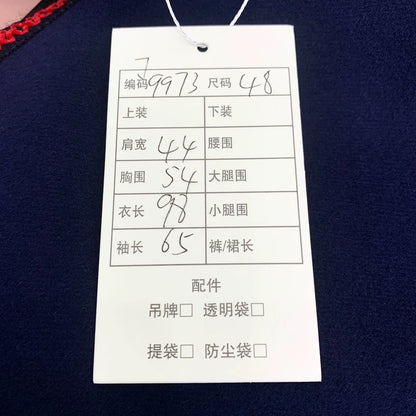 编码 9973 尺码 48
上装 下装
肩宽 44 腰围
胸围 54 大腿围
衣长 98 小腿围
袖长 65 裤/裙长
配件
吊牌□ 透明袋□
提袋□ 防尘袋□